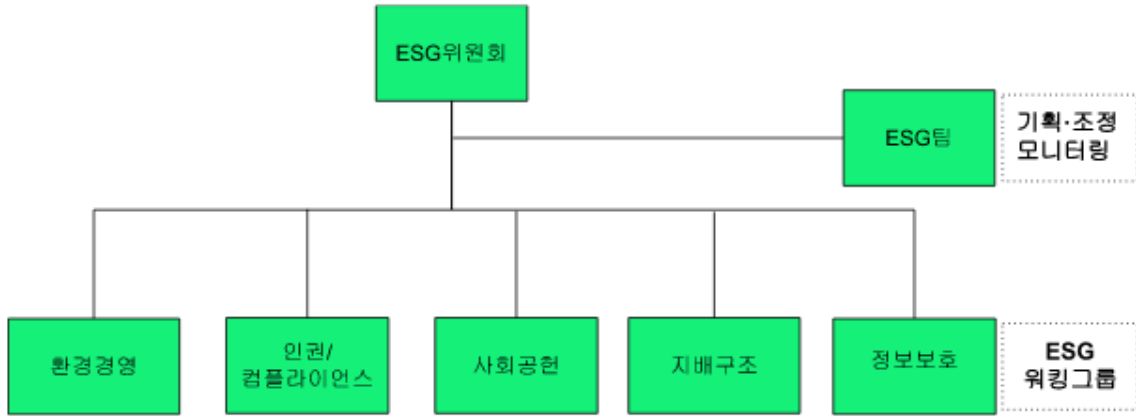 ESG위원회
ESG팀
기획·조정
모니터링
환경경영
인권/
컴플라이언스
사회공헌
지배구조
정보보호
ESG
워킹그룹